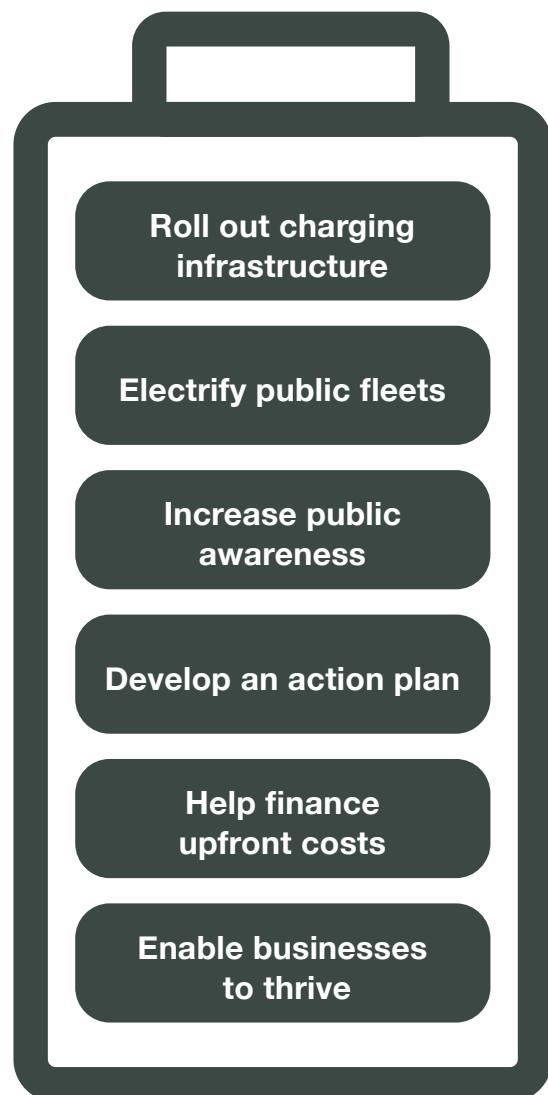 Roll out charging
infrastructure
Electrify public fleets
Increase public
awareness
Develop an action plan
Help finance
upfront costs
Enable businesses
to thrive